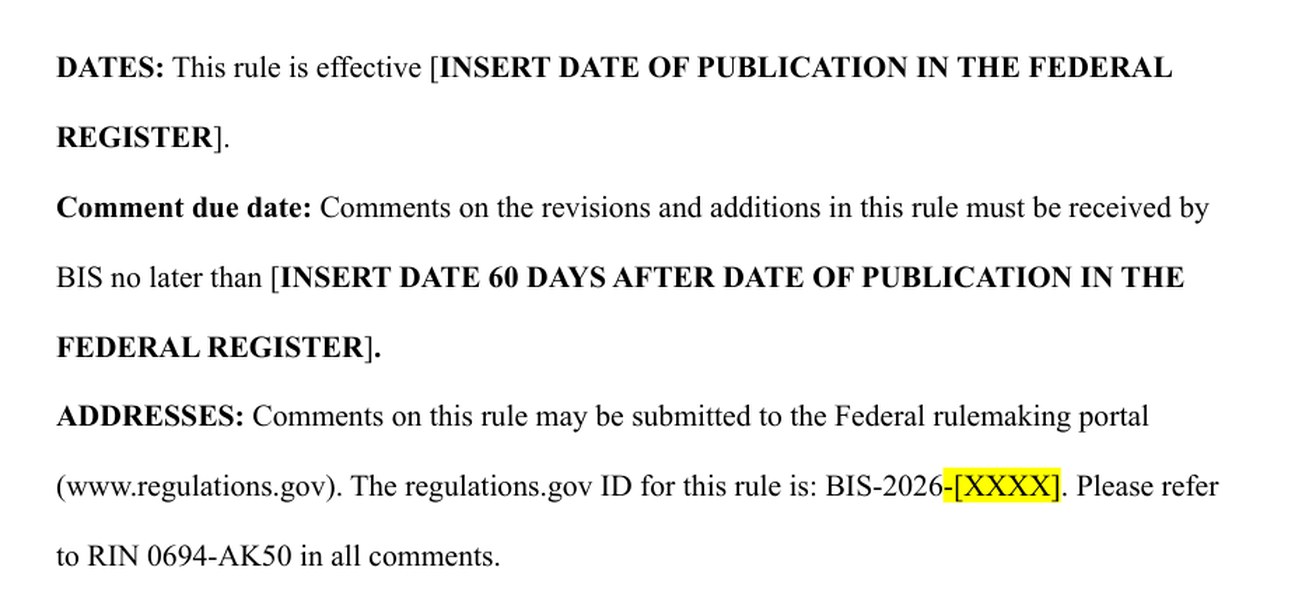 DATES: This rule is effective [INSERT DATE OF PUBLICATION IN THE FEDERAL
REGISTER].
Comment due date: Comments on the revisions and additions in this rule must be received by
BIS no later than [INSERT DATE 60 DAYS AFTER DATE OF PUBLICATION IN THE
FEDERAL REGISTER].
ADDRESSES: Comments on this rule may be submitted to the Federal rulemaking portal
(www.regulations.gov). The regulations.gov ID for this rule is: BIS-2026-[XXXX]. Please refer
to RIN 0694-AK50 in all comments.